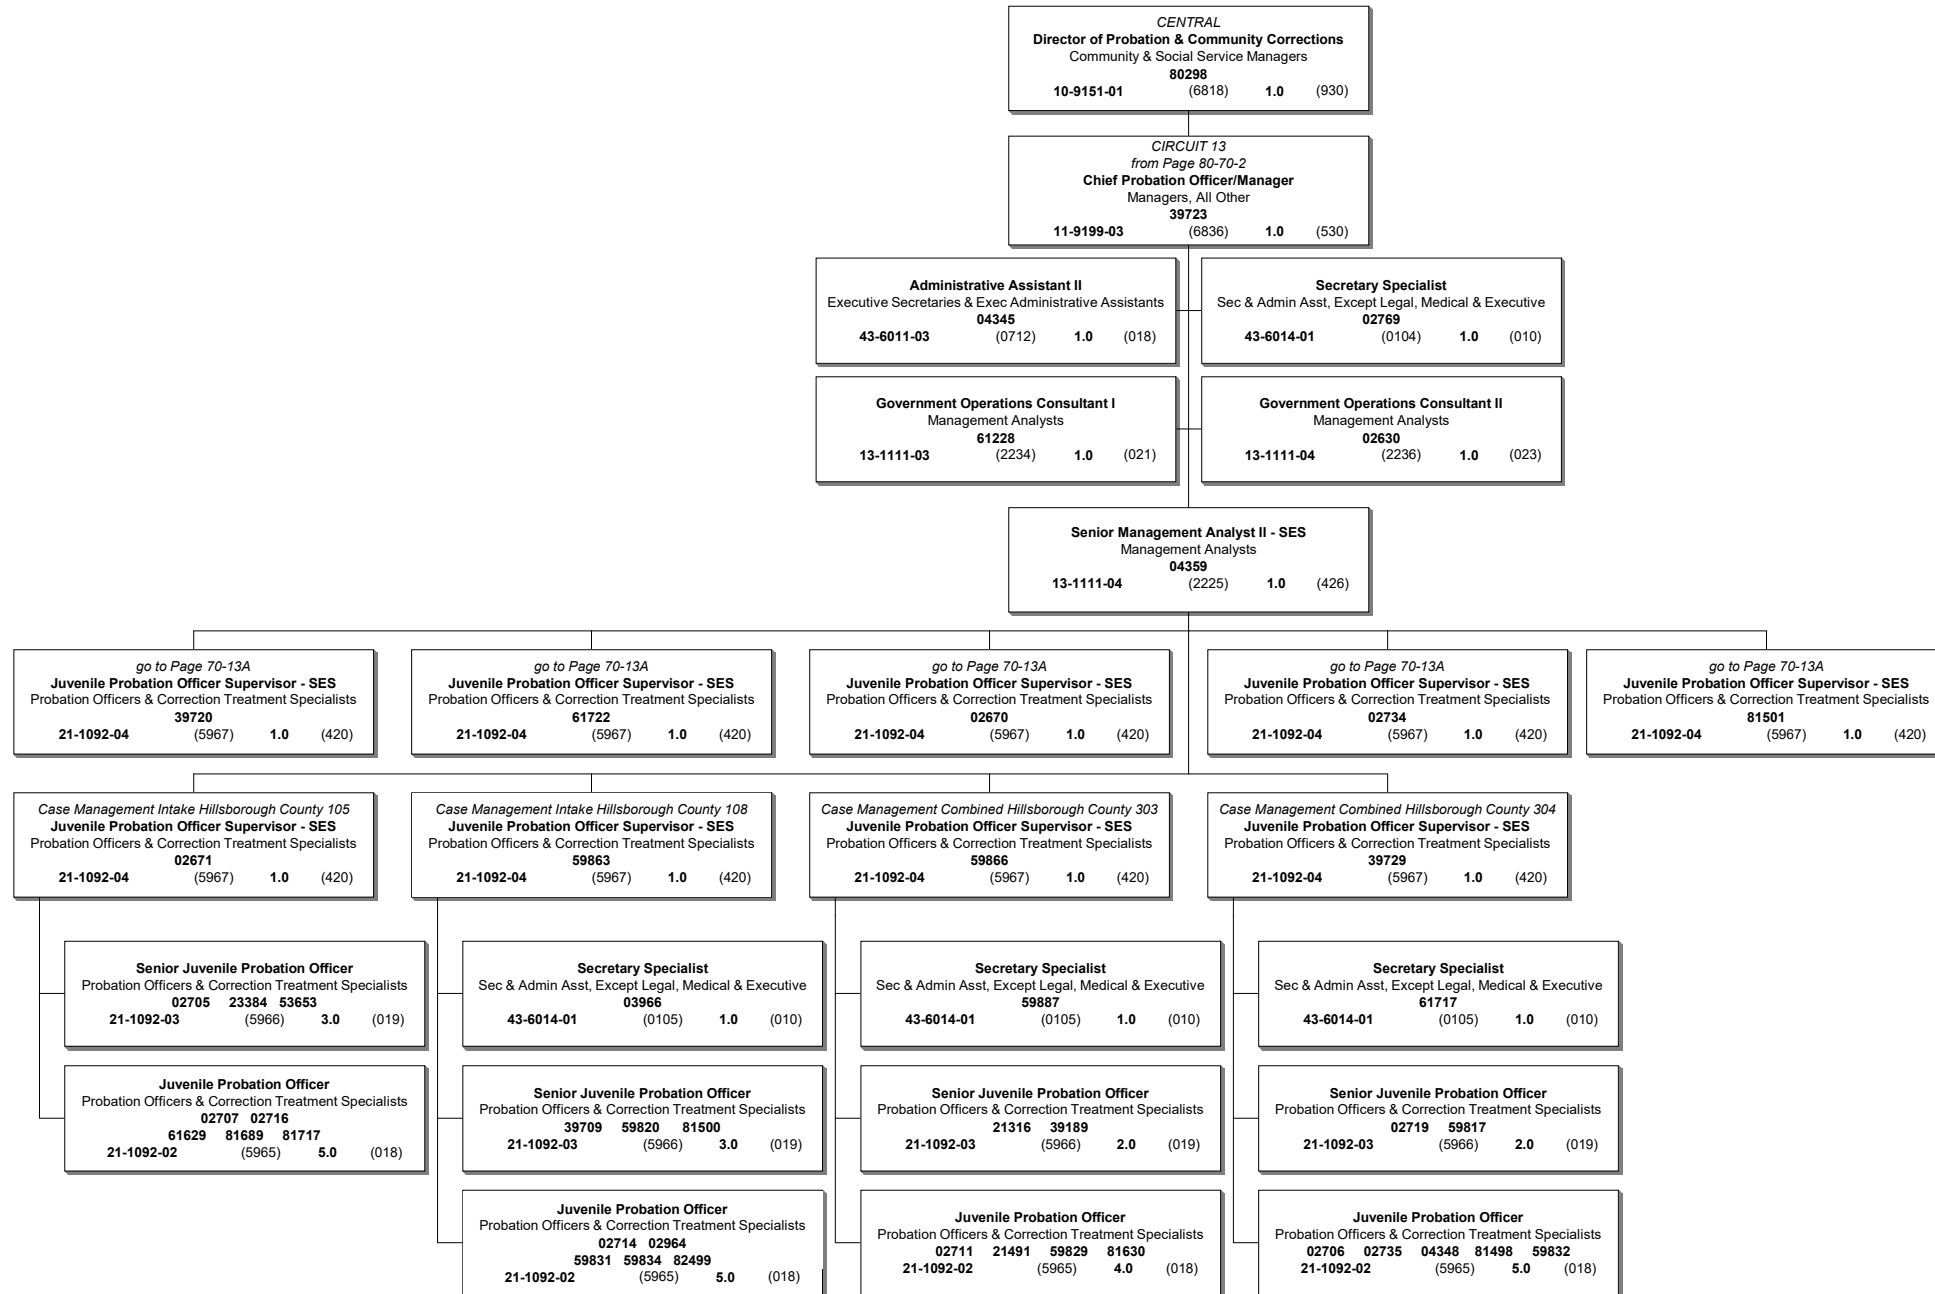 CENTRAL
Director of Probation & Community Corrections
Community & Social Service Managers
80298
10-9151-01 (6818) 1.0 (930)
CIRCUIT 13
from Page 80-70-2
Chief Probation Officer/Manager
Managers, All Other
39723
11-9199-03 (6836) 1.0 (530)
Administrative Assistant II
Executive Secretaries & Exec Administrative Assistants
04345
43-6011-03 (0712) 1.0 (018)
Secretary Specialist
Sec & Admin Asst, Except Legal, Medical & Executive
02769
43-6014-01 (0104) 1.0 (010)
Government Operations Consultant I
Management Analysts
61228
13-1111-03 (2234) 1.0 (021)
Government Operations Consultant II
Management Analysts
02630
13-1111-04 (2236) 1.0 (023)
Senior Management Analyst II - SES
Management Analysts
04359
13-1111-04 (2225) 1.0 (426)
go to Page 70-13A
Juvenile Probation Officer Supervisor - SES
Probation Officers & Correction Treatment Specialists
39720
21-1092-04 (5967) 1.0 (420)
go to Page 70-13A
Juvenile Probation Officer Supervisor - SES
Probation Officers & Correction Treatment Specialists
61722
21-1092-04 (5967) 1.0 (420)
go to Page 70-13A
Juvenile Probation Officer Supervisor - SES
Probation Officers & Correction Treatment Specialists
02670
21-1092-04 (5967) 1.0 (420)
go to Page 70-13A
Juvenile Probation Officer Supervisor - SES
Probation Officers & Correction Treatment Specialists
02734
21-1092-04 (5967) 1.0 (420)
go to Page 70-13A
Juvenile Probation Officer Supervisor - SES
Probation Officers & Correction Treatment Specialists
81501
21-1092-04 (5967) 1.0 (420)
Case Management Intake Hillsborough County 105
Juvenile Probation Officer Supervisor - SES
Probation Officers & Correction Treatment Specialists
02671
21-1092-04 (5967) 1.0 (420)
Case Management Intake Hillsborough County 108
Juvenile Probation Officer Supervisor - SES
Probation Officers & Correction Treatment Specialists
59863
21-1092-04 (5967) 1.0 (420)
Case Management Combined Hillsborough County 303
Juvenile Probation Officer Supervisor - SES
Probation Officers & Correction Treatment Specialists
59866
21-1092-04 (5967) 1.0 (420)
Case Management Combined Hillsborough County 304
Juvenile Probation Officer Supervisor - SES
Probation Officers & Correction Treatment Specialists
39729
21-1092-04 (5967) 1.0 (420)
Senior Juvenile Probation Officer
Probation Officers & Correction Treatment Specialists
02705 23384 53653
21-1092-03 (5966) 3.0 (019)
Secretary Specialist
Sec & Admin Asst, Except Legal, Medical & Executive
03966
43-6014-01 (0105) 1.0 (010)
Secretary Specialist
Sec & Admin Asst, Except Legal, Medical & Executive
59887
43-6014-01 (0105) 1.0 (010)
Secretary Specialist
Sec & Admin Asst, Except Legal, Medical & Executive
61717
43-6014-01 (0105) 1.0 (010)
Juvenile Probation Officer
Probation Officers & Correction Treatment Specialists
02707 02716
61629 81689 81717
21-1092-02 (5965) 5.0 (018)
Senior Juvenile Probation Officer
Probation Officers & Correction Treatment Specialists
39709 59820 81500
21-1092-03 (5966) 3.0 (019)
Senior Juvenile Probation Officer
Probation Officers & Correction Treatment Specialists
21316 39189
21-1092-03 (5966) 2.0 (019)
Senior Juvenile Probation Officer
Probation Officers & Correction Treatment Specialists
02719 59817
21-1092-03 (5966) 2.0 (019)
Juvenile Probation Officer
Probation Officers & Correction Treatment Specialists
02714 02964
59831 59834 82499
21-1092-02 (5965) 5.0 (018)
Juvenile Probation Officer
Probation Officers & Correction Treatment Specialists
02711 21491 59829 81630
21-1092-02 (5965) 4.0 (018)
Juvenile Probation Officer
Probation Officers & Correction Treatment Specialists
02706 02735 04348 81498 59832
21-1092-02 (5965) 5.0 (018)